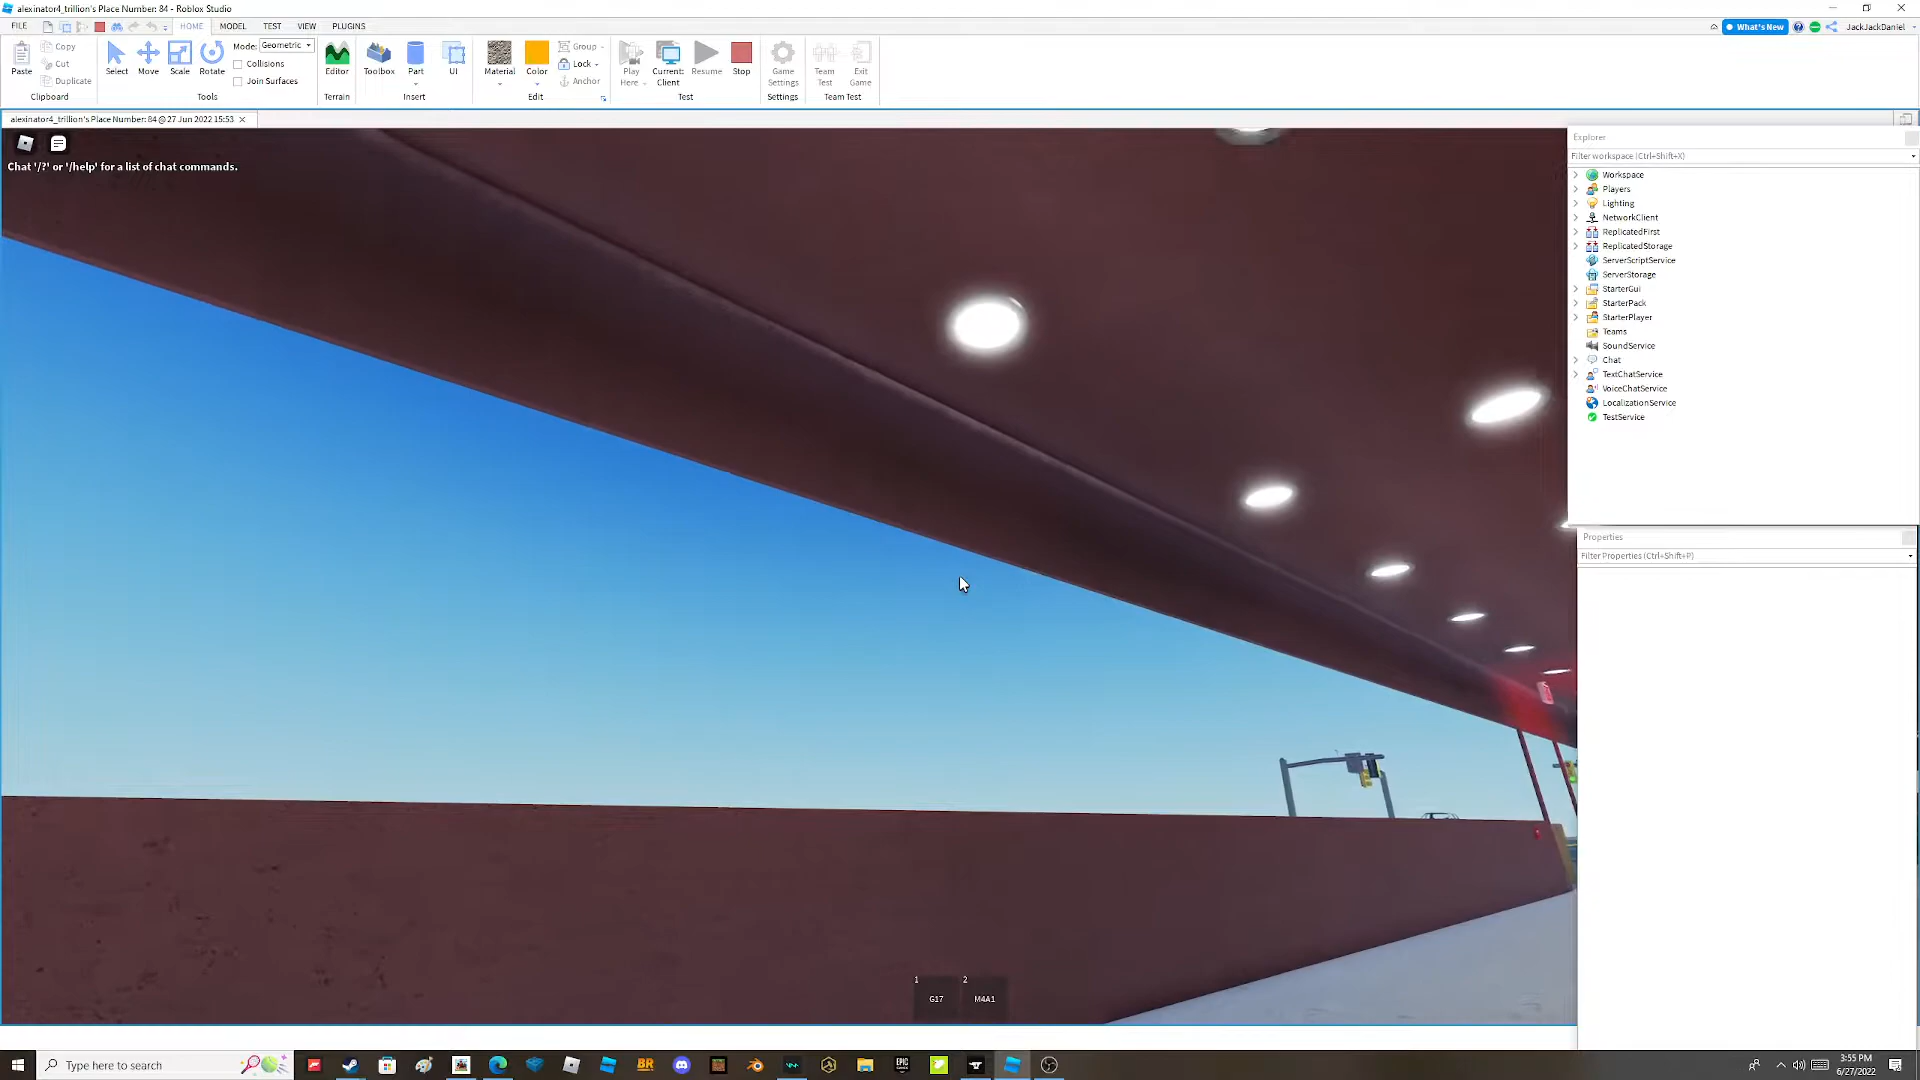 alexinator4_trillion's Place Number: 84 - Roblox Studio
FILE HOME MODEL TEST VIEW PLUGINS
What's New JackJackDaniel
Paste Copy Cut Duplicate Clipboard
Select Move Scale Rotate Mode: Geometric Collisions Join Surfaces Tools
Editor Terrain
Toolbox Part UI Insert
Material Color Group Lock Anchor Edit
Play Here Current: Client Resume Stop Test
Game Settings Settings
Team Test Exit Game Team Test
alexinator4_trillion's Place Number: 84 @ 27 Jun 2022 15:53
Chat '/?' or '/help' for a list of chat commands.
Explorer
Filter workspace (Ctrl+Shift+X)
Workspace
Players
Lighting
NetworkClient
ReplicatedFirst
ReplicatedStorage
ServerScriptService
ServerStorage
StarterGui
StarterPack
StarterPlayer
Teams
SoundService
Chat
TextChatService
VoiceChatService
LocalizationService
TestService
Properties
Filter Properties (Ctrl+Shift+P)
1 2
G17 M4A1
Type here to search
BR
EPIC GAMES
3:55 PM
6/27/2022